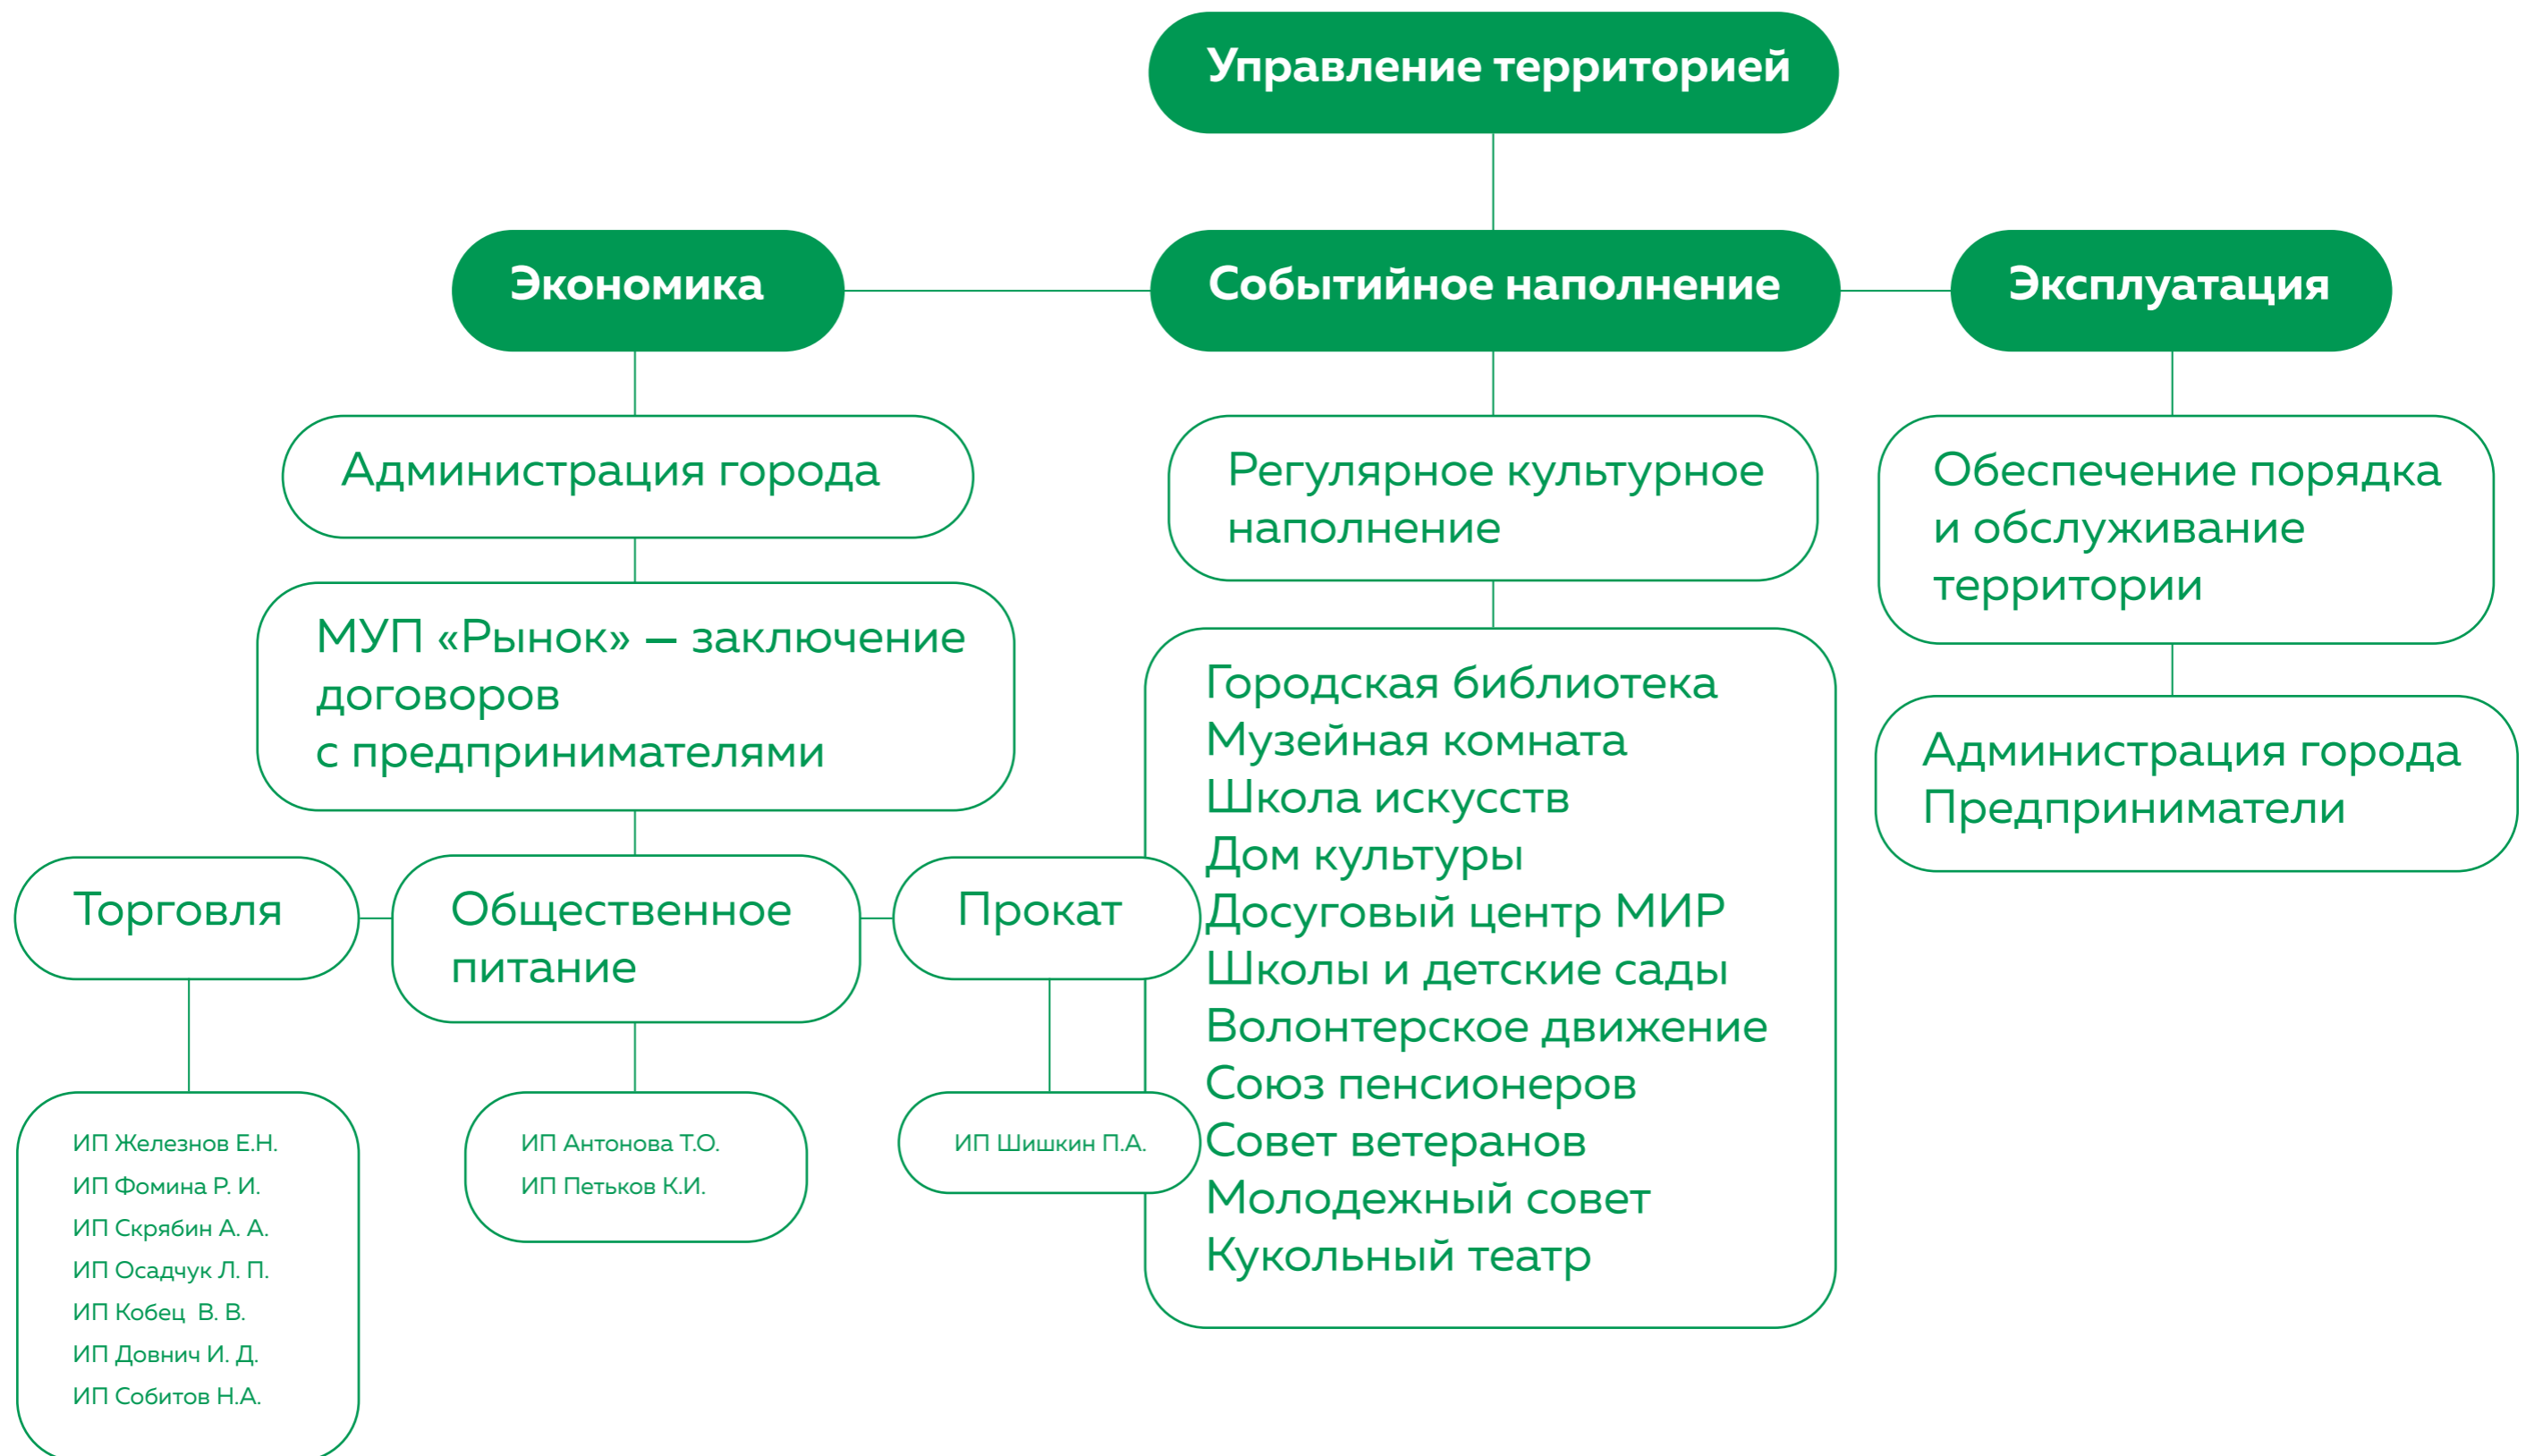 Управление территорией
Экономика
Событийное наполнение
Эксплуатация
Администрация города
МУП «Рынок» — заключение
договоров
с предпринимателями
Торговля
Общественное
питание
Прокат
ИП Железнов Е.Н.
ИП Фомина Р. И.
ИП Скрябин А. А.
ИП Осадчук Л. П.
ИП Кобец  В. В.
ИП Довнич И. Д.
ИП Собитов Н.А.
ИП Антонова Т.О.
ИП Петьков К.И.
ИП Шишкин П.А.
Регулярное культурное
наполнение
Городская библиотека
Музейная комната
Школа искусств
Дом культуры
Досуговый центр МИР
Школы и детские сады
Волонтерское движение
Союз пенсионеров
Совет ветеранов
Молодежный совет
Кукольный театр
Обеспечение порядка
и обслуживание
территории
Администрация города
Предприниматели